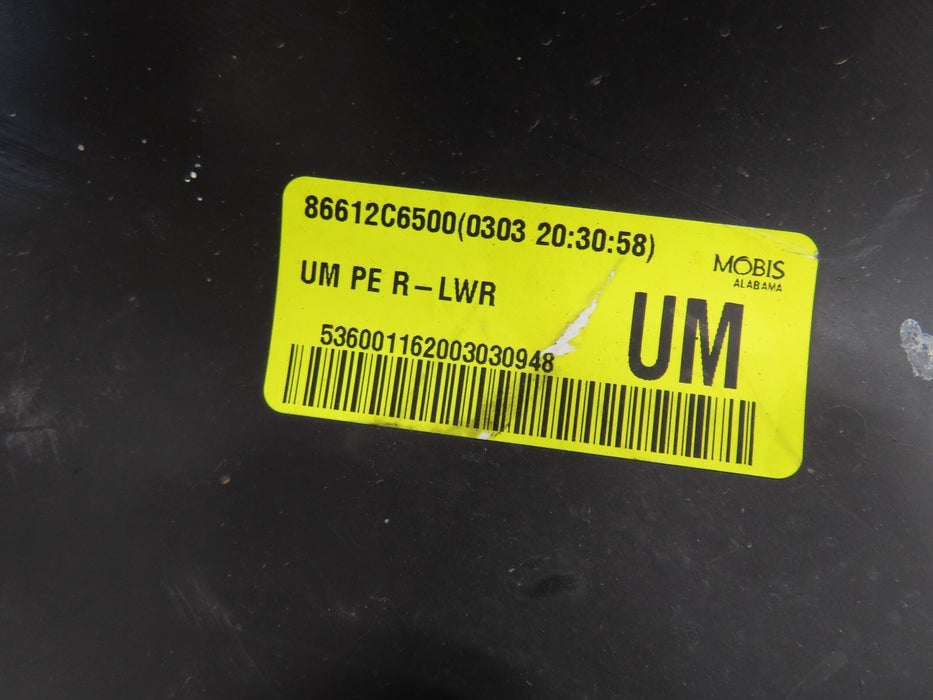 86612C6500(0303 20:30:58)
MOBIS
ALABAMA
UM PE R-LWR
UM
536001162003030948